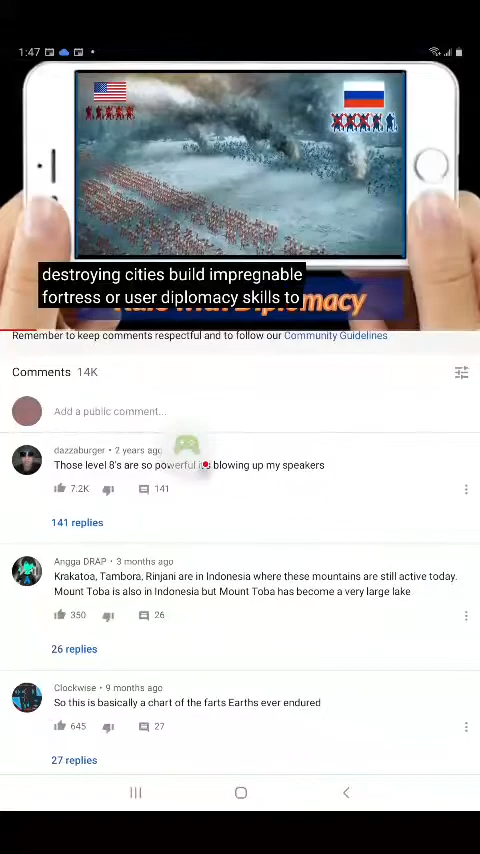 1:47
destroying cities build impregnable
fortress or user diplomacy skills to
Rule with Diplomacy
Remember to keep comments respectful and to follow our Community Guidelines
Comments 14K
Add a public comment...
dazzaburger • 2 years ago
Those level 8's are so powerful its blowing up my speakers
7.2K 141
141 replies
Angga DRAP • 3 months ago
Krakatoa, Tambora, Rinjani are in Indonesia where these mountains are still active today.
Mount Toba is also in Indonesia but Mount Toba has become a very large lake
350 26
26 replies
Clockwise • 9 months ago
So this is basically a chart of the farts Earths ever endured
645 27
27 replies